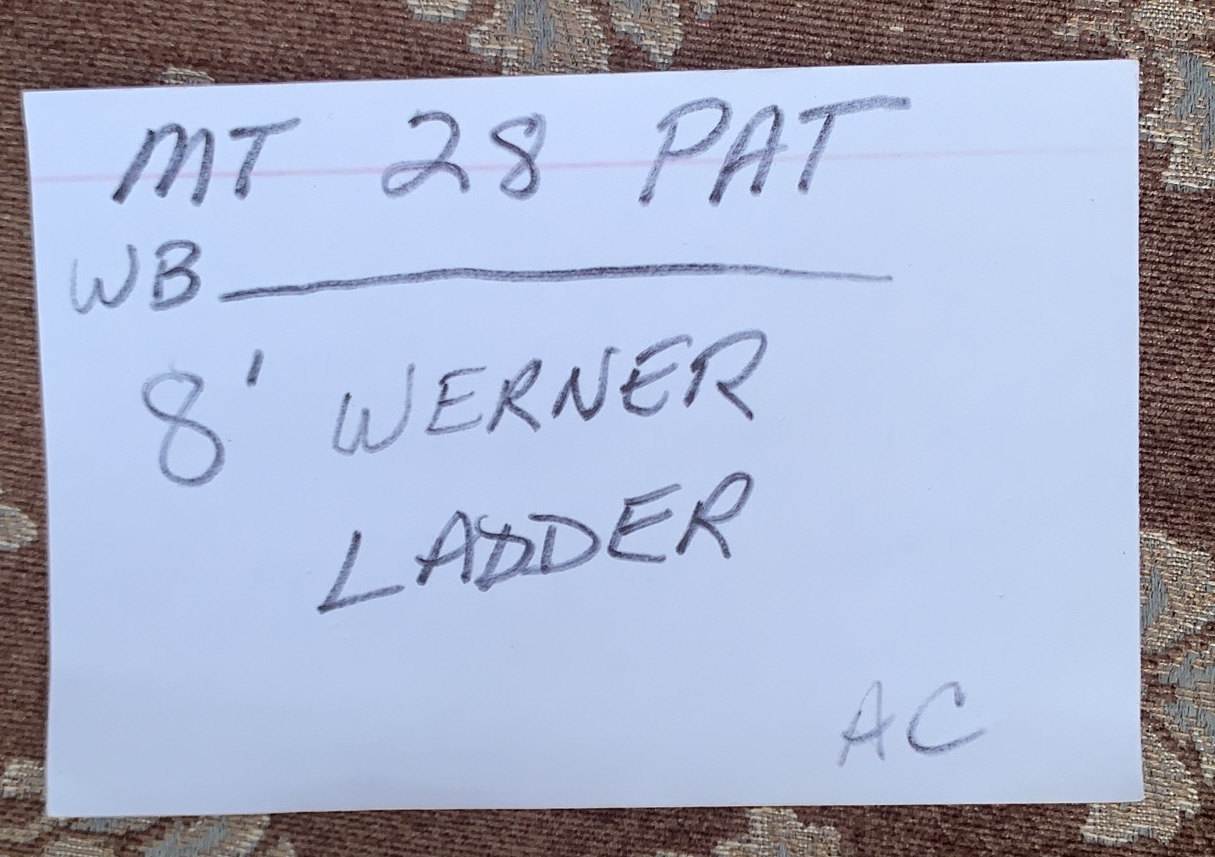 MT 28 PAT
WB
8' WERNER
LADDER
AC